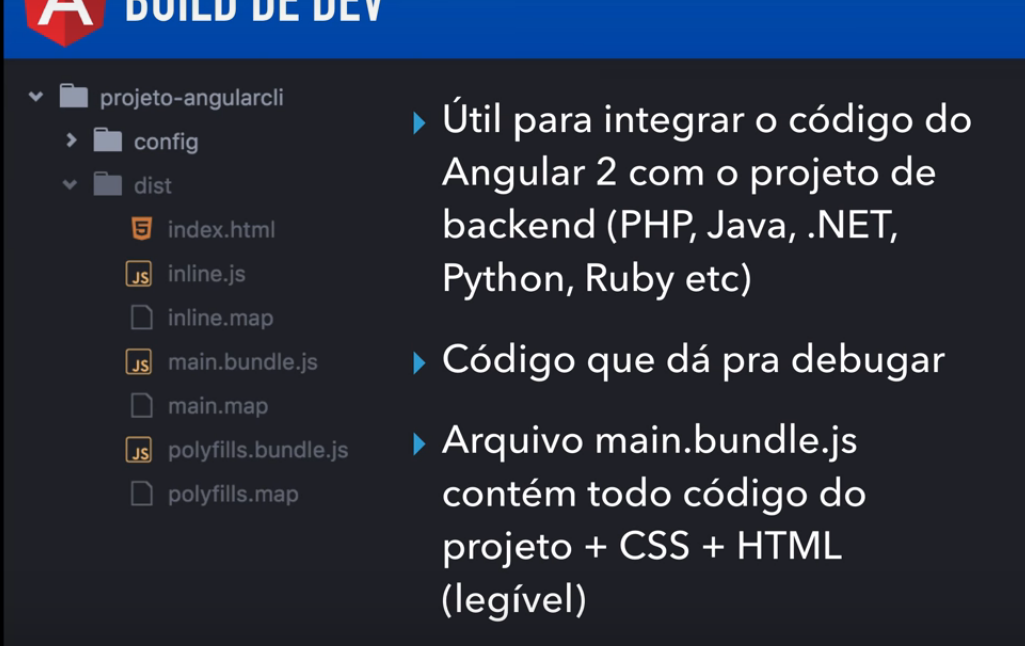 BUILD DE DEV
projeto-angularcli
config
dist
index.html
inline.js
inline.map
main.bundle.js
main.map
polyfills.bundle.js
polyfills.map
Útil para integrar o código do
Angular 2 com o projeto de
backend (PHP, Java, .NET,
Python, Ruby etc)
Código que dá pra debugar
Arquivo main.bundle.js
contém todo código do
projeto + CSS + HTML
(legível)